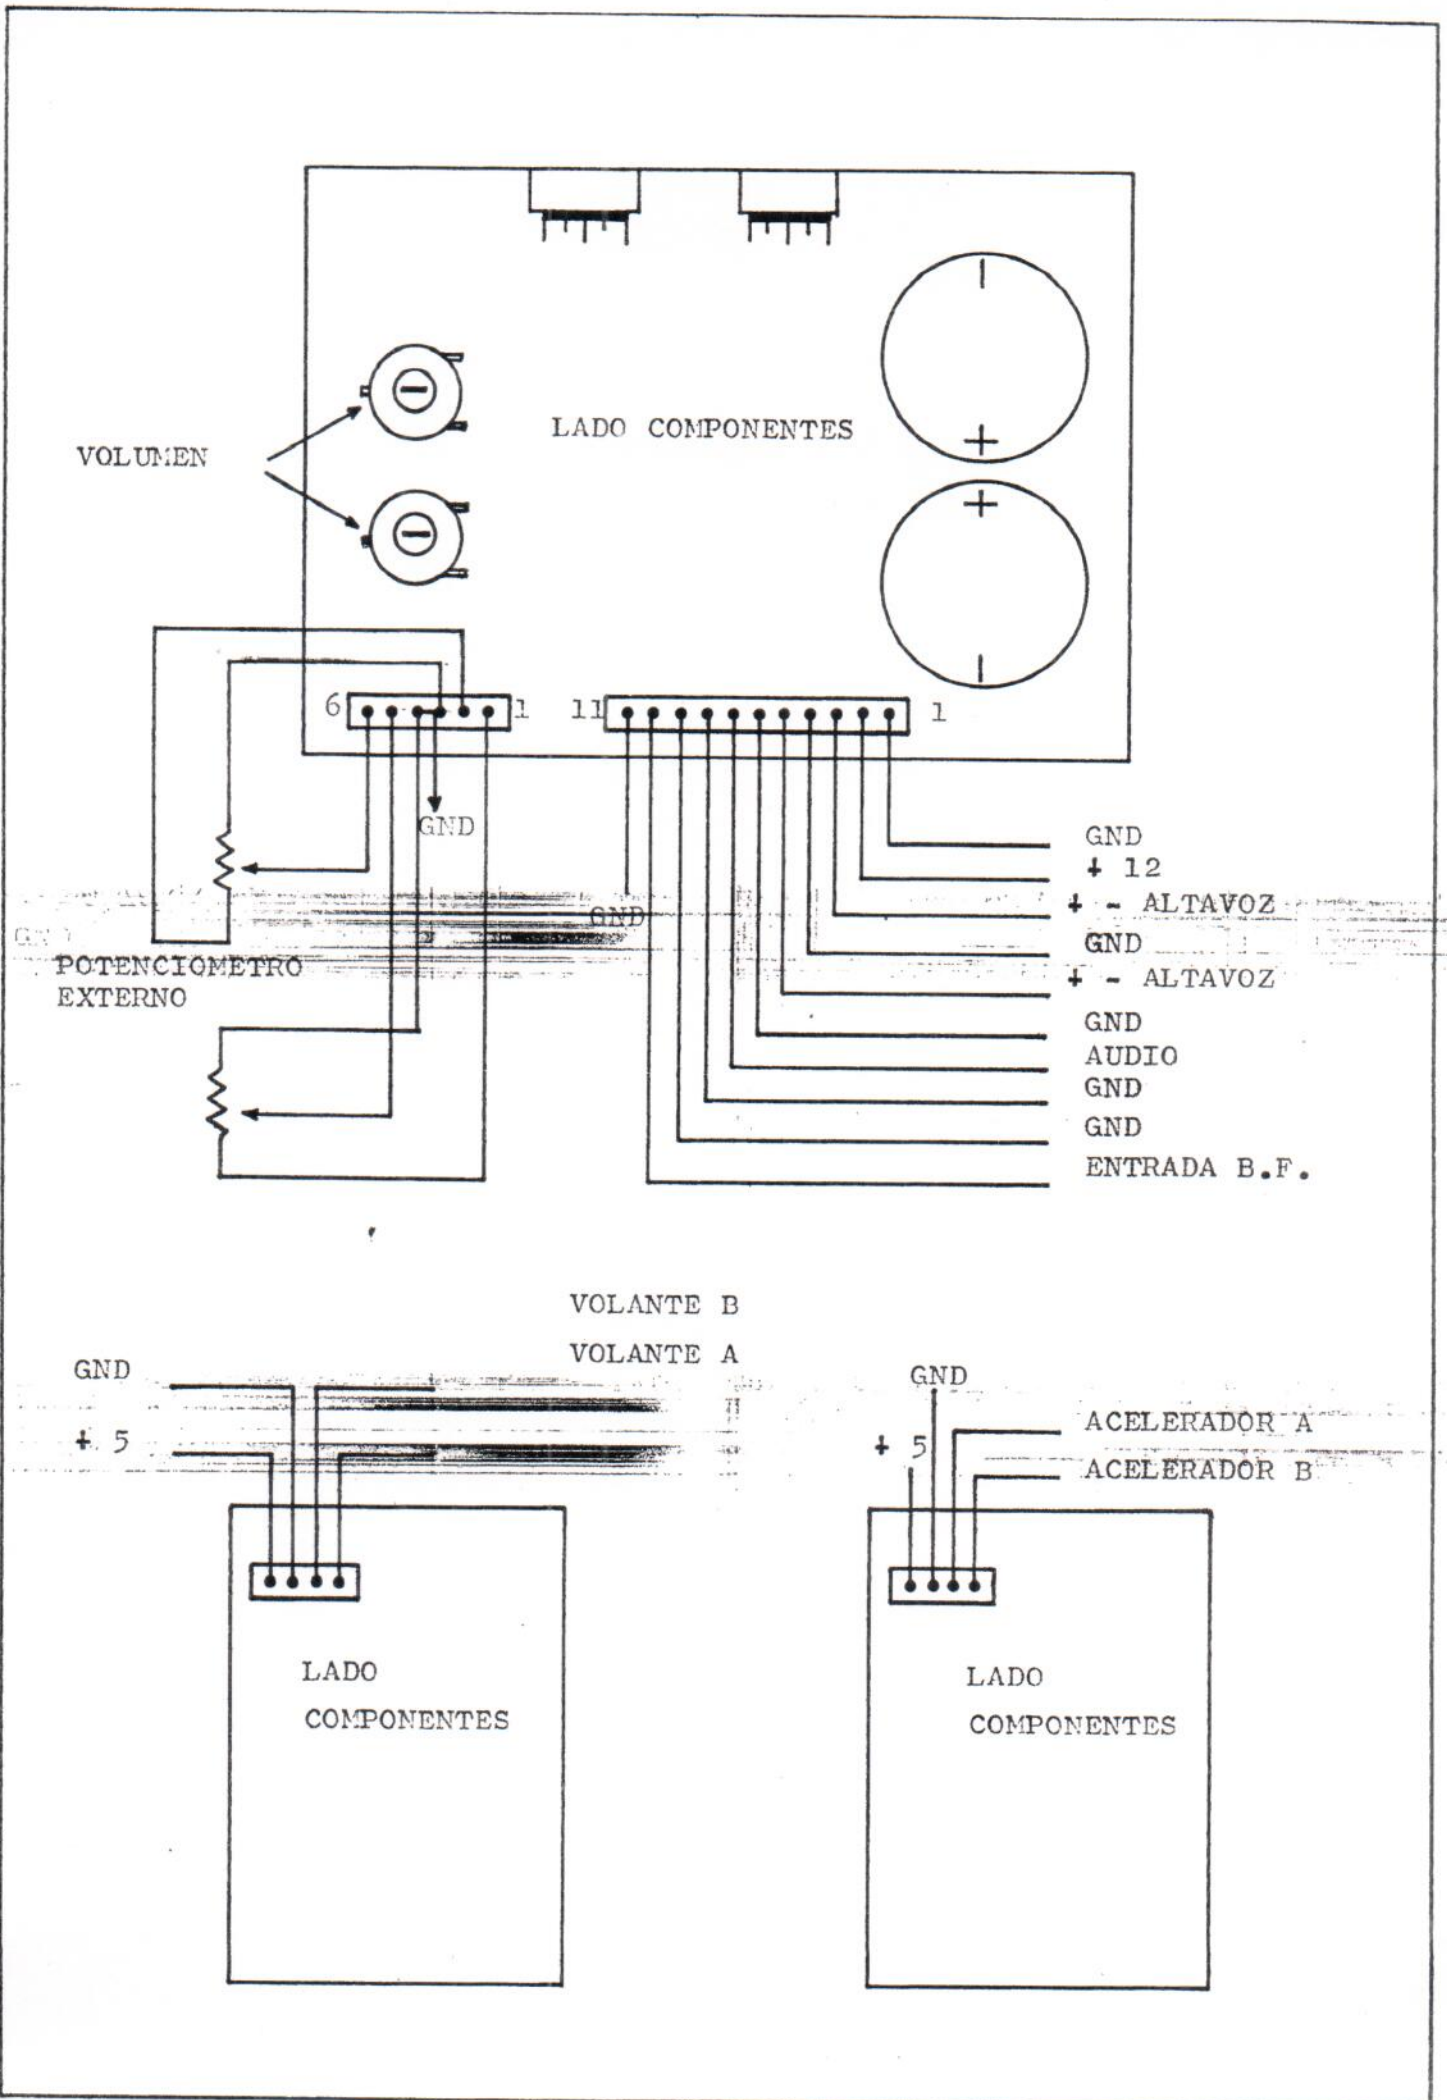 LADO COMPONENTES
VOLUMEN
6
1
11
1
GND
GND
GND
+ 12
+ - ALTAVOZ
GND
+ - ALTAVOZ
GND
AUDIO
GND
GND
ENTRADA B.F.
POTENCIOMETRO
EXTERNO
VOLANTE B
VOLANTE A
GND
+ 5
GND
+ 5
ACELERADOR A
ACELERADOR B
LADO
COMPONENTES
LADO
COMPONENTES